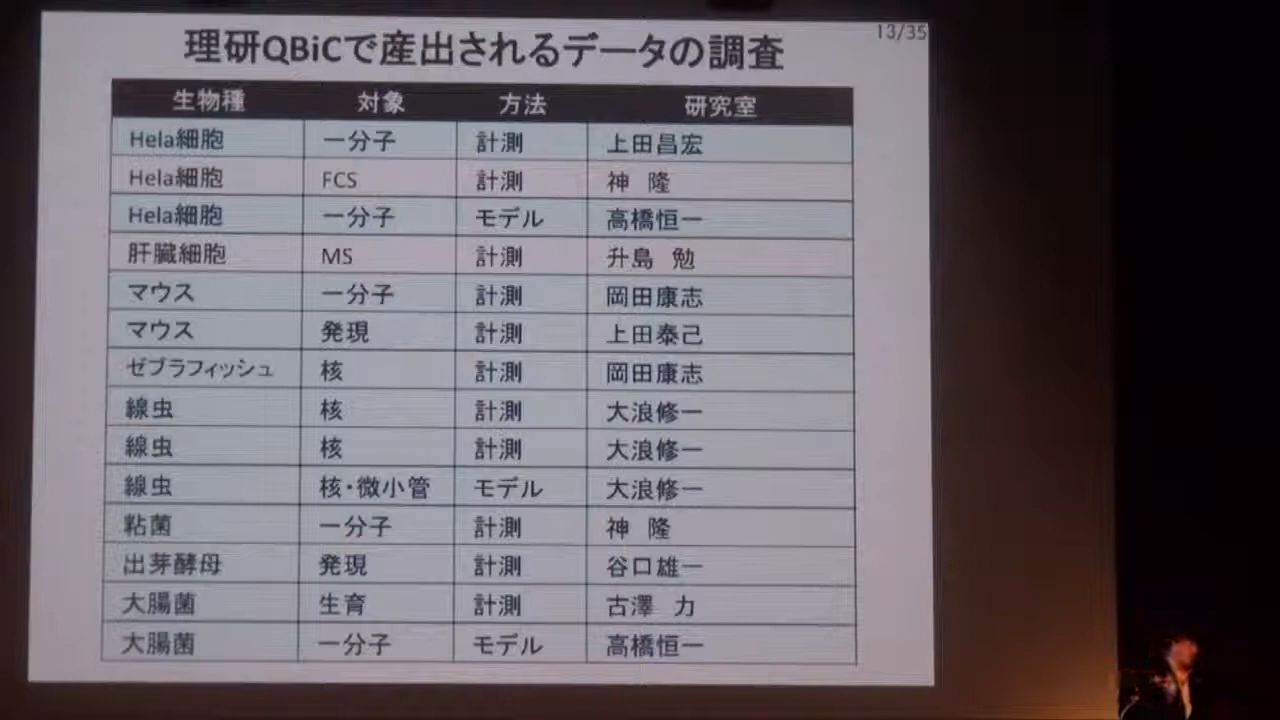 13/35
理研QBiCで産出されるデータの調査
生物種 対象 方法 研究室
Hela細胞 一分子 計測 上田昌宏
Hela細胞 FCS 計測 神 隆
Hela細胞 一分子 モデル 高橋恒一
肝臓細胞 MS 計測 升島 勉
マウス 一分子 計測 岡田康志
マウス 発現 計測 上田泰己
ゼブラフィッシュ 核 計測 岡田康志
線虫 核 計測 大浪修一
線虫 核 計測 大浪修一
線虫 核・微小管 モデル 大浪修一
粘菌 一分子 計測 神 隆
出芽酵母 発現 計測 谷口雄一
大腸菌 生育 計測 古澤 力
大腸菌 一分子 モデル 高橋恒一